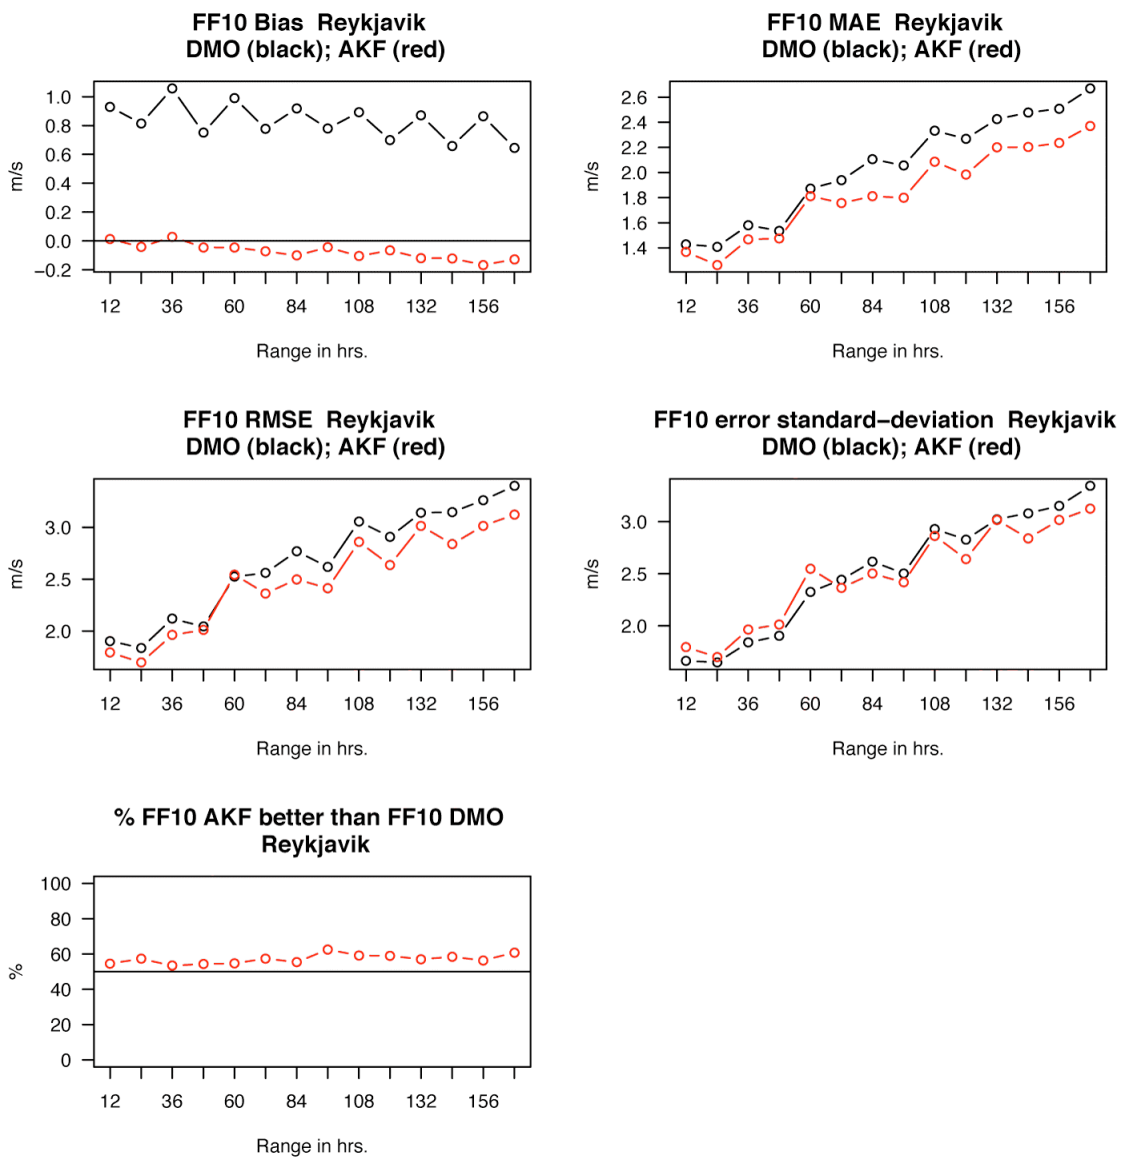 FF10 Bias  Reykjavik
DMO (black); AKF (red)
m/s
1.0
0.8
0.6
0.4
0.2
0.0
−0.2
12 36 60 84 108 132 156
Range in hrs.
FF10 MAE  Reykjavik
DMO (black); AKF (red)
m/s
2.6
2.4
2.2
2.0
1.8
1.6
1.4
12 36 60 84 108 132 156
Range in hrs.
FF10 RMSE  Reykjavik
DMO (black); AKF (red)
m/s
3.0
2.5
2.0
12 36 60 84 108 132 156
Range in hrs.
FF10 error standard−deviation  Reykjavik
DMO (black); AKF (red)
m/s
3.0
2.5
2.0
12 36 60 84 108 132 156
Range in hrs.
% FF10 AKF better than FF10 DMO
Reykjavik
%
100
80
60
40
20
0
12 36 60 84 108 132 156
Range in hrs.